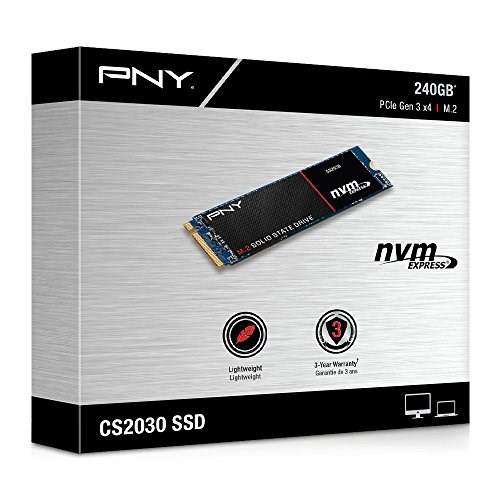 PNY
240GB*
PCIe Gen 3 x4 | M.2
CS2030
PNY
nvm
EXPRESS
M.2 SOLID STATE DRIVE
nvm
EXPRESS
3
Lightweight
Lightweight
3-Year Warranty†
Garantie de 3 ans
CS2030 SSD